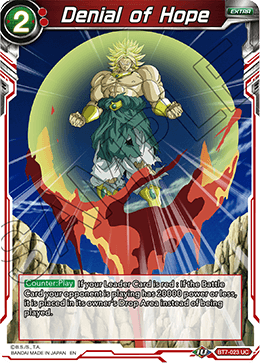 2
Denial of Hope
EXTRA
Counter:Play If your Leader Card is red : If the Battle
Card your opponent is playing has 20000 power or less,
it is placed in its owner's Drop Area instead of being
played.
©B.S./S., T.A.
BANDAI MADE IN JAPAN EN
BT7-023 UC